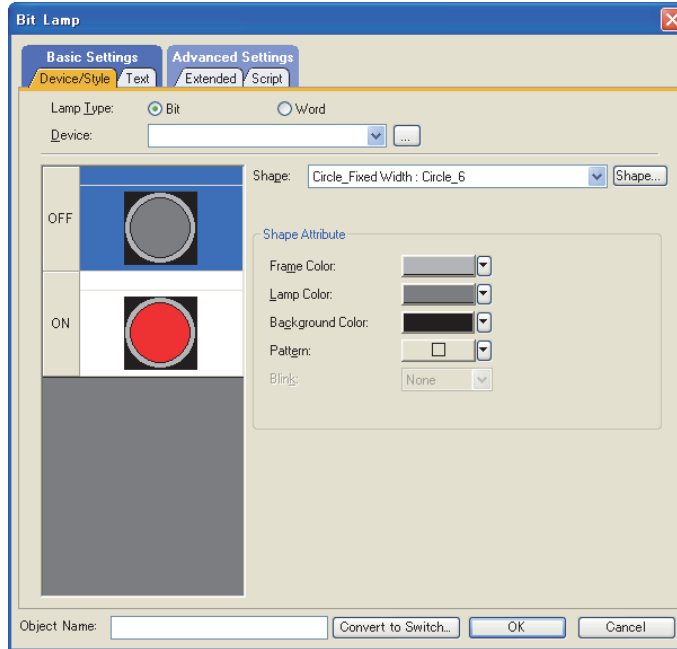 Bit Lamp
Basic Settings Advanced Settings
Device/Style Text Extended Script
Lamp Type: Bit Word
Device: ...
Shape: Circle_Fixed Width : Circle_6 Shape...
OFF
Shape Attribute
Frame Color:
Lamp Color:
ON Background Color:
Pattern:
Blink: None
Object Name: Convert to Switch... OK Cancel